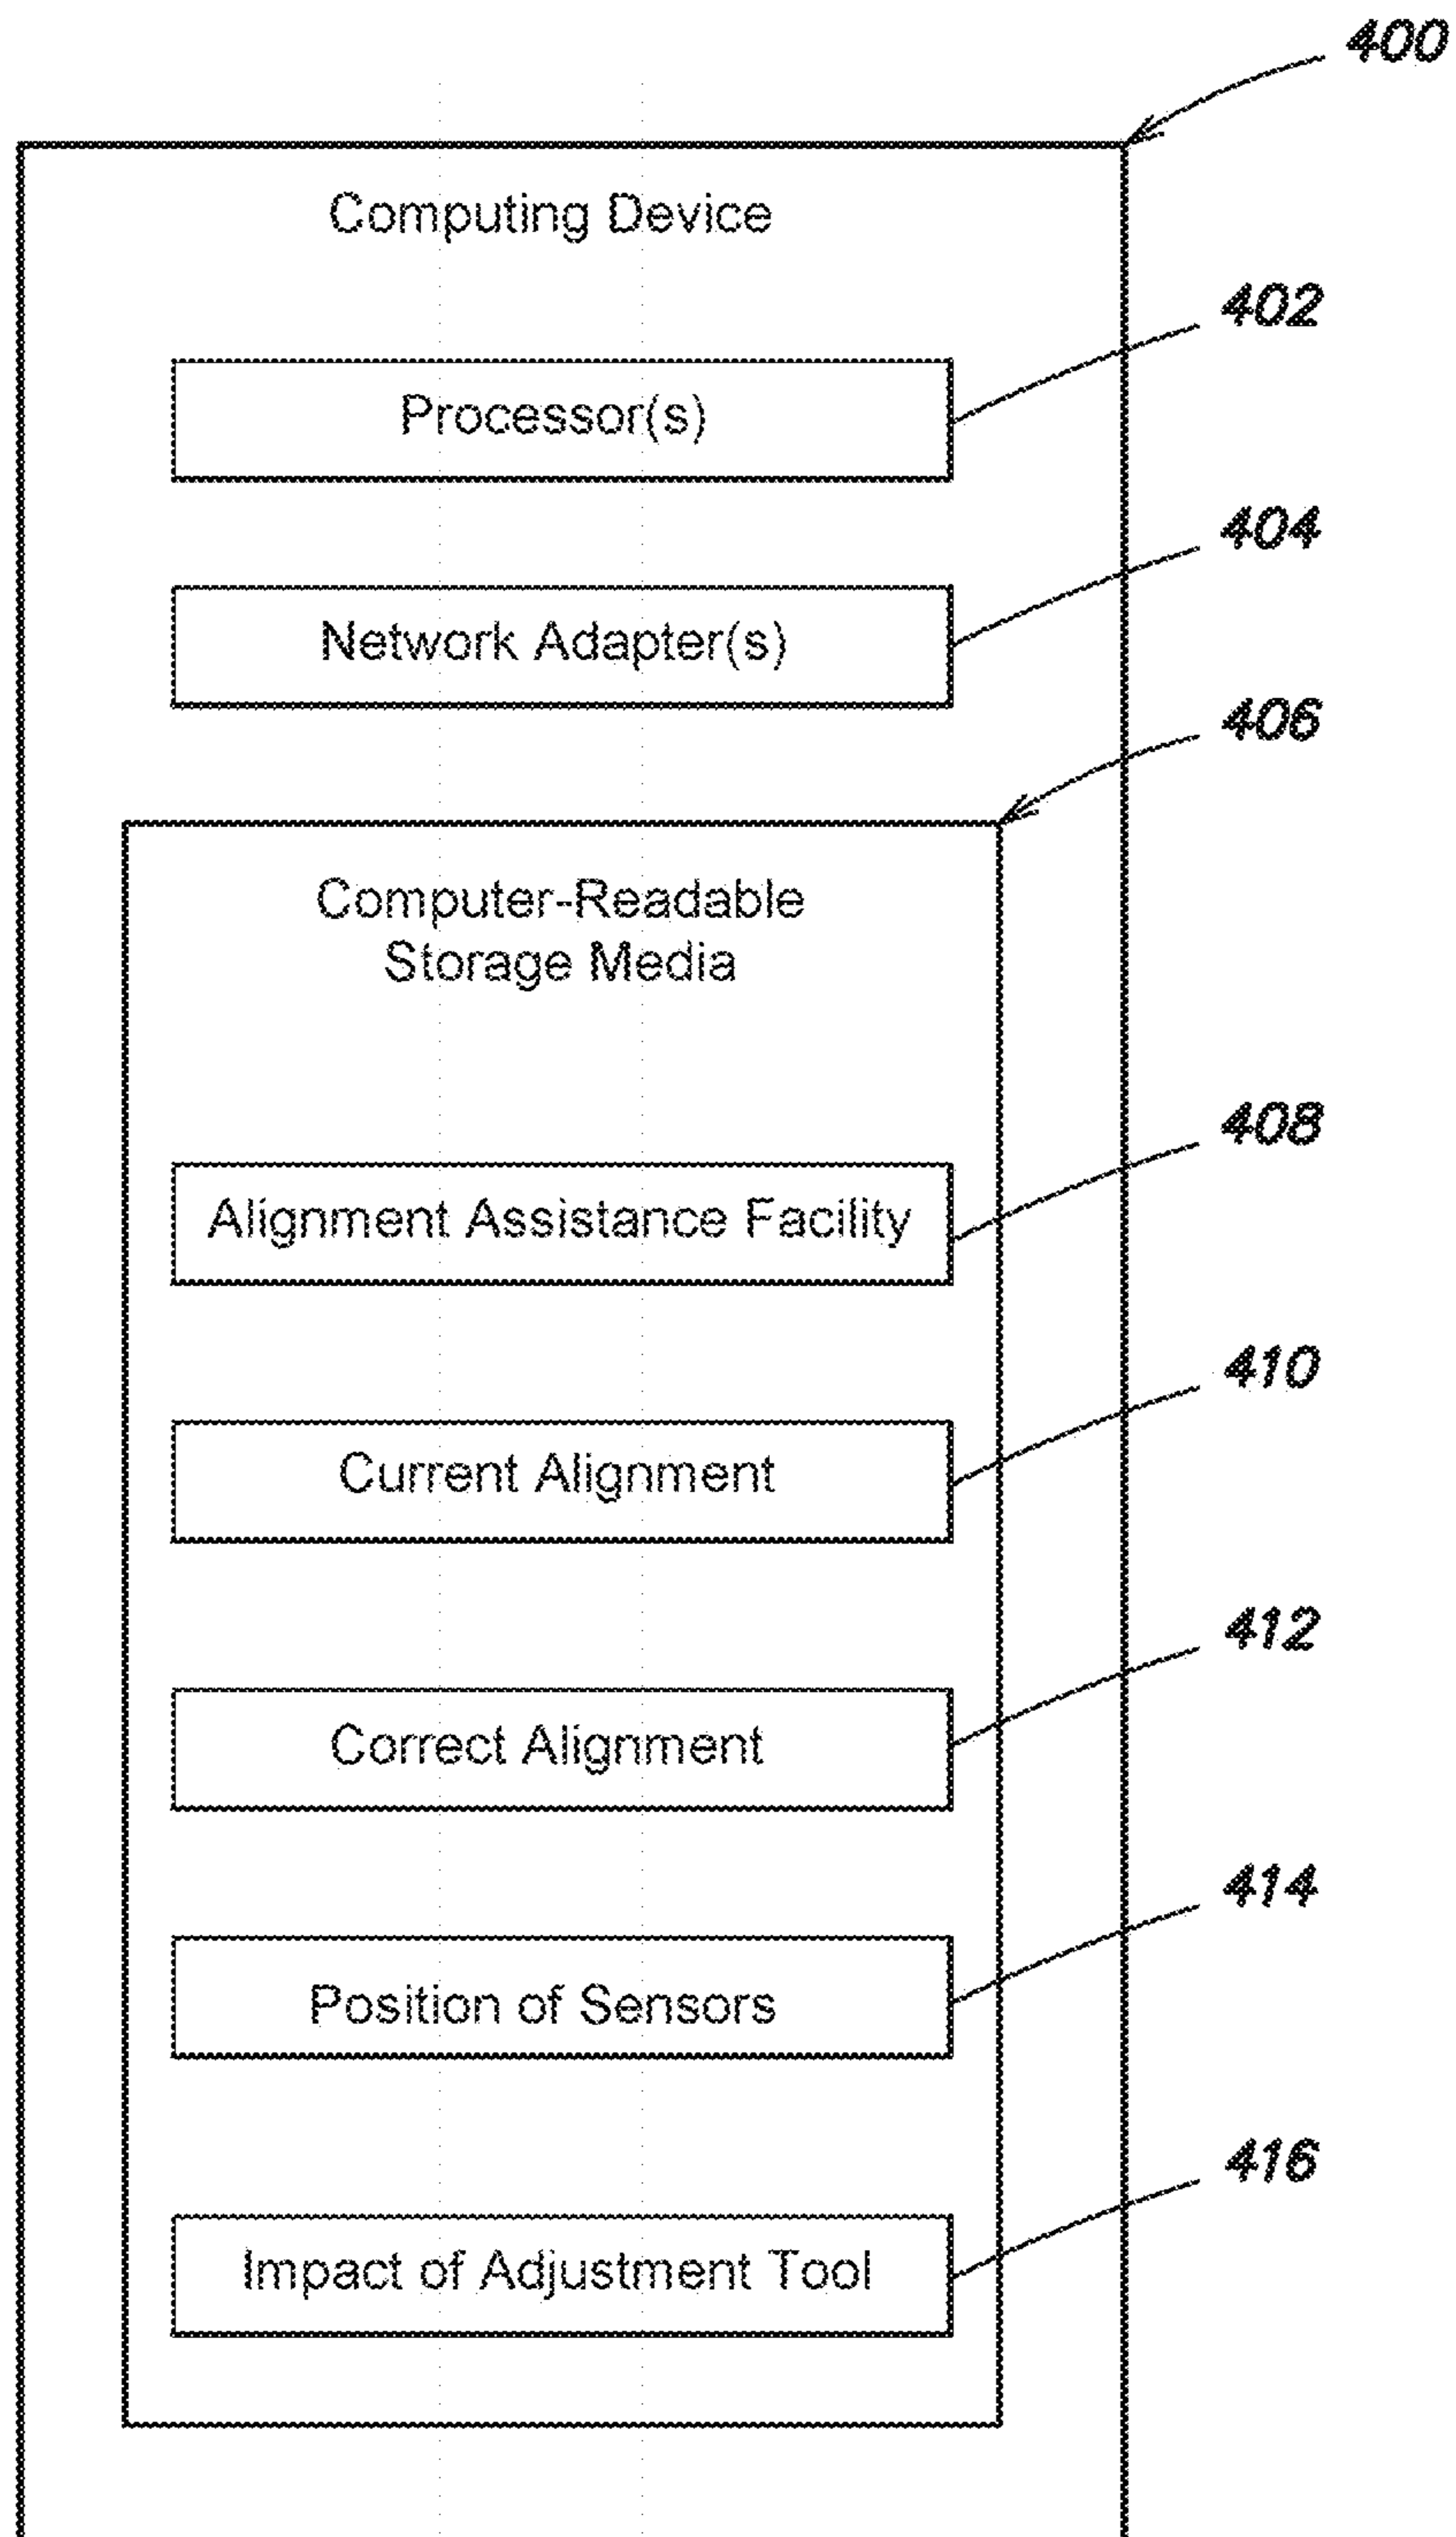 400
Computing Device
402
Processor(s)
404
Network Adapter(s)
406
Computer-Readable
Storage Media
408
Alignment Assistance Facility
410
Current Alignment
412
Correct Alignment
414
Position of Sensors
416
Impact of Adjustment Tool